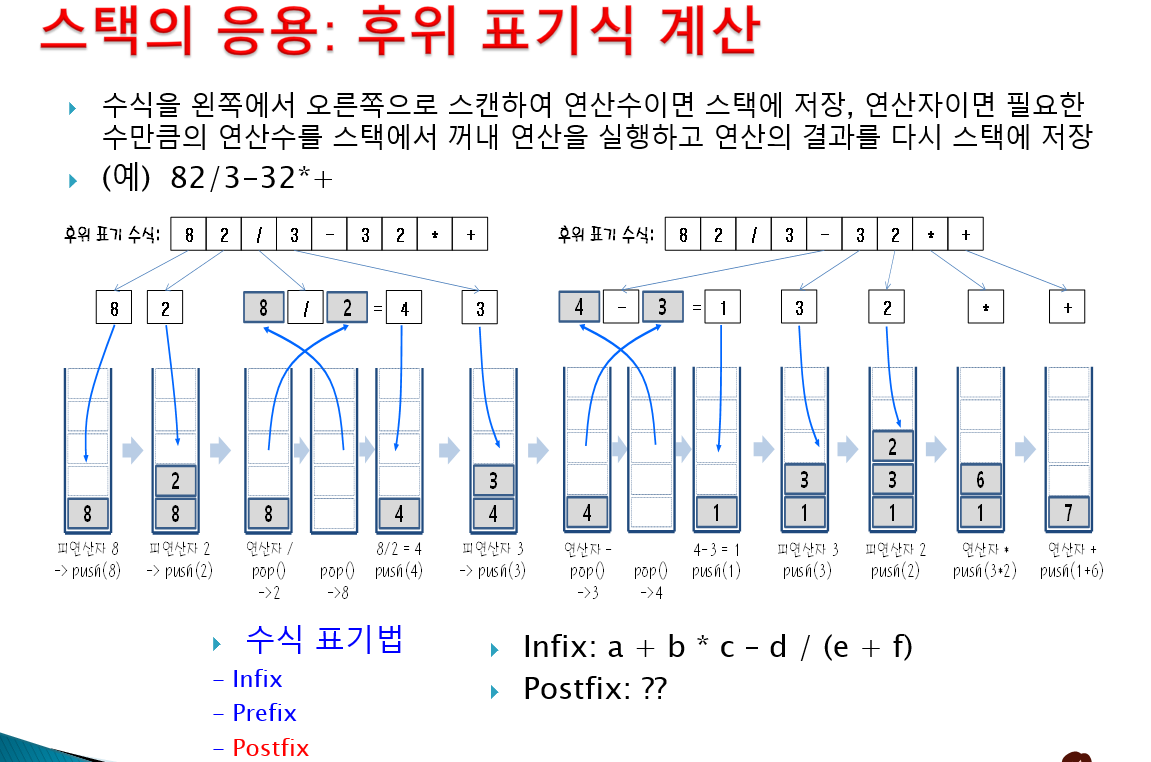 스택의 응용: 후위 표기식 계산
수식을 왼쪽에서 오른쪽으로 스캔하여 연산수이면 스택에 저장, 연산자이면 필요한
수만큼의 연산수를 스택에서 꺼내 연산을 실행하고 연산의 결과를 다시 스택에 저장
(예) 82/3-32*+
후위 표기 수식: 8 2 / 3 - 3 2 * +
8 2 8 / 2 = 4 3
2 3
8 8 8 4 4
피연산자 8 피연산자 2 연산자 / 8/2 = 4 피연산자 3
-> push(8) -> push(2) pop() pop() push(4) -> push(3)
->2 ->8
후위 표기 수식: 8 2 / 3 - 3 2 * +
4 - 3 = 1 3 2 * +
2
3 3 6
4 1 1 1 1 7
연산자 - 4-3 = 1 피연산자 3 피연산자 2 연산자 * 연산자 +
pop() pop() push(1) push(3) push(2) push(3*2) push(1+6)
->3 ->4
수식 표기법
- Infix
- Prefix
- Postfix
Infix: a + b * c – d / (e + f)
Postfix: ??